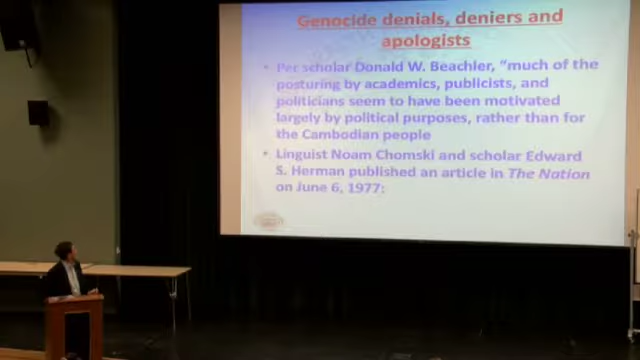 Genocide denials, deniers and
apologists
• Per scholar Donald W. Beachler, "much of the
posturing by academics, publicists, and
politicians seem to have been motivated
largely by political purposes, rather than for
the Cambodian people
• Linguist Noam Chomski and scholar Edward
S. Herman published an article in The Nation
on June 6, 1977: